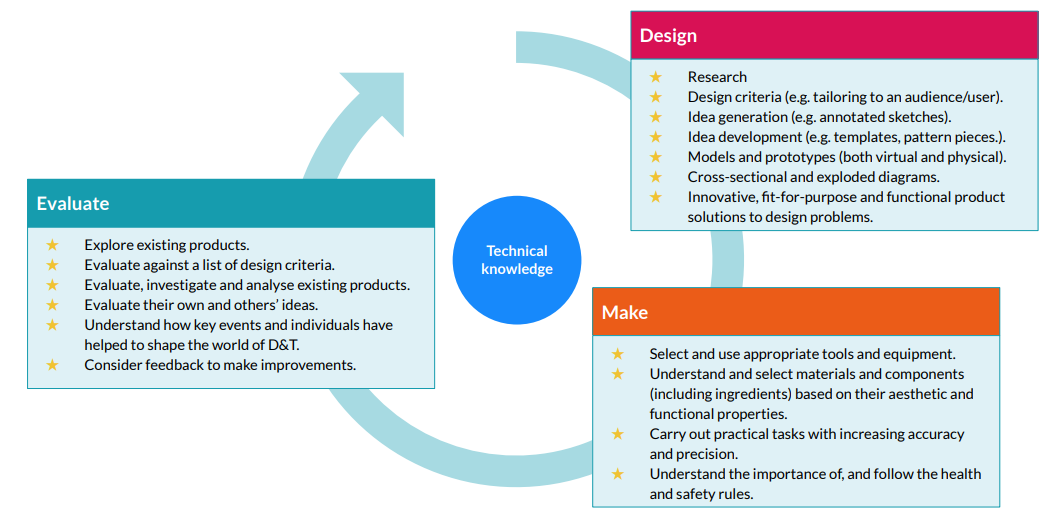 Design
Research
Design criteria (e.g. tailoring to an audience/user).
Idea generation (e.g. annotated sketches).
Idea development (e.g. templates, pattern pieces.).
Models and prototypes (both virtual and physical).
Cross-sectional and exploded diagrams.
Innovative, fit-for-purpose and functional product
solutions to design problems.
Evaluate
Explore existing products.
Evaluate against a list of design criteria.
Evaluate, investigate and analyse existing products.
Evaluate their own and others’ ideas.
Understand how key events and individuals have
helped to shape the world of D&T.
Consider feedback to make improvements.
Technical
knowledge
Make
Select and use appropriate tools and equipment.
Understand and select materials and components
(including ingredients) based on their aesthetic and
functional properties.
Carry out practical tasks with increasing accuracy
and precision.
Understand the importance of, and follow the health
and safety rules.